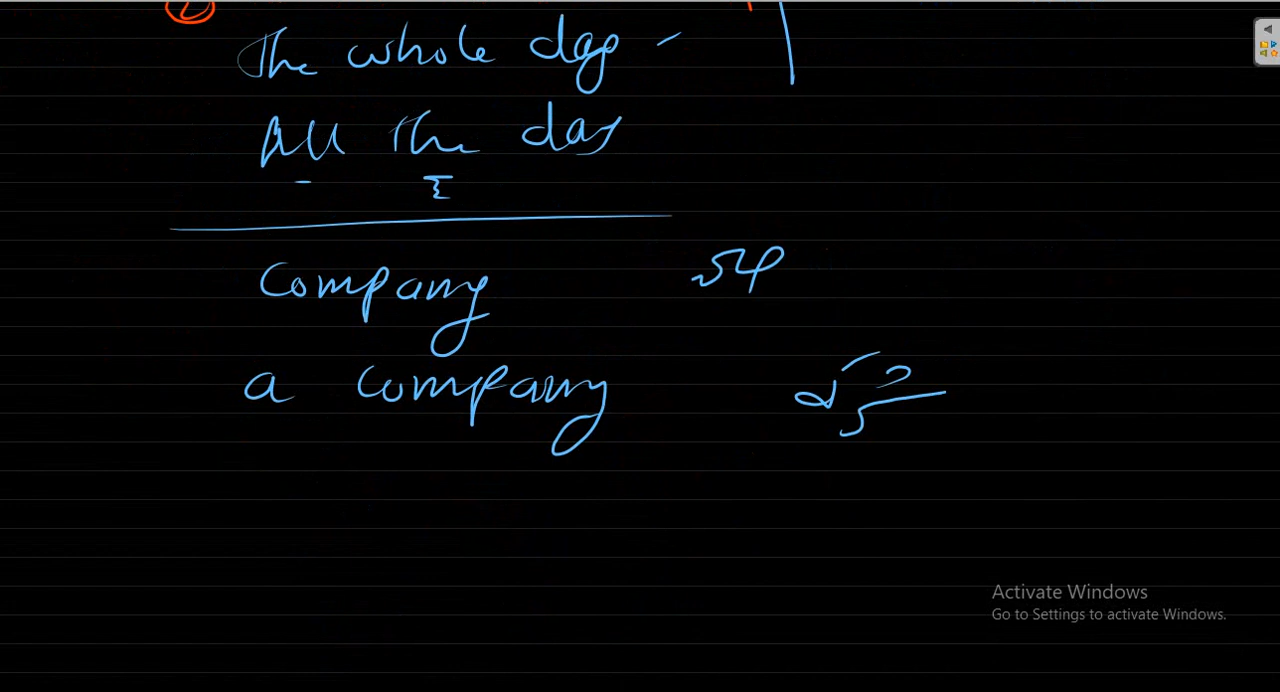 The whole day -
All the day
Company
a company
Activate Windows
Go to Settings to activate Windows.